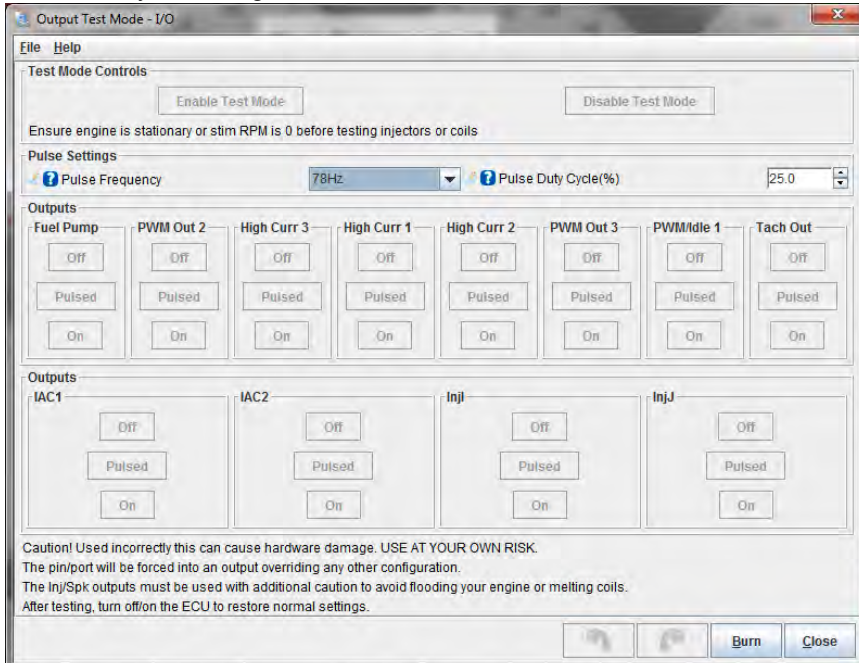 Output Test Mode - I/O
File Help
Test Mode Controls
Enable Test Mode Disable Test Mode
Ensure engine is stationary or stim RPM is 0 before testing injectors or coils
Pulse Settings
Pulse Frequency 78Hz Pulse Duty Cycle(%) 25.0
Outputs
Fuel Pump PWM Out 2 High Curr 3 High Curr 1 High Curr 2 PWM Out 3 PWM/Idle 1 Tach Out
Off Off Off Off Off Off Off Off
Pulsed Pulsed Pulsed Pulsed Pulsed Pulsed Pulsed Pulsed
On On On On On On On On
Outputs
IAC1 IAC2 InjI InjJ
Off Off Off Off
Pulsed Pulsed Pulsed Pulsed
On On On On
Caution! Used incorrectly this can cause hardware damage. USE AT YOUR OWN RISK.
The pin/port will be forced into an output overriding any other configuration.
The Inj/Spk outputs must be used with additional caution to avoid flooding your engine or melting coils.
After testing, turn off/on the ECU to restore normal settings.
Burn Close